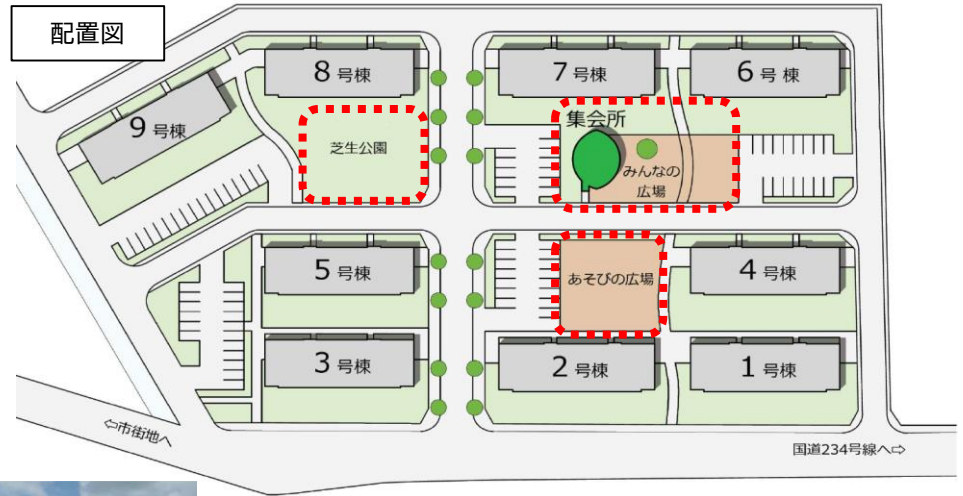 配置図
8 号棟
7 号棟
6 号 棟
9 号棟
芝生公園
集会所
みんなの
広場
5 号棟
あそびの広場
4 号棟
3 号棟
2 号棟
1 号棟
⇦市街地へ
国道234号線へ⇨